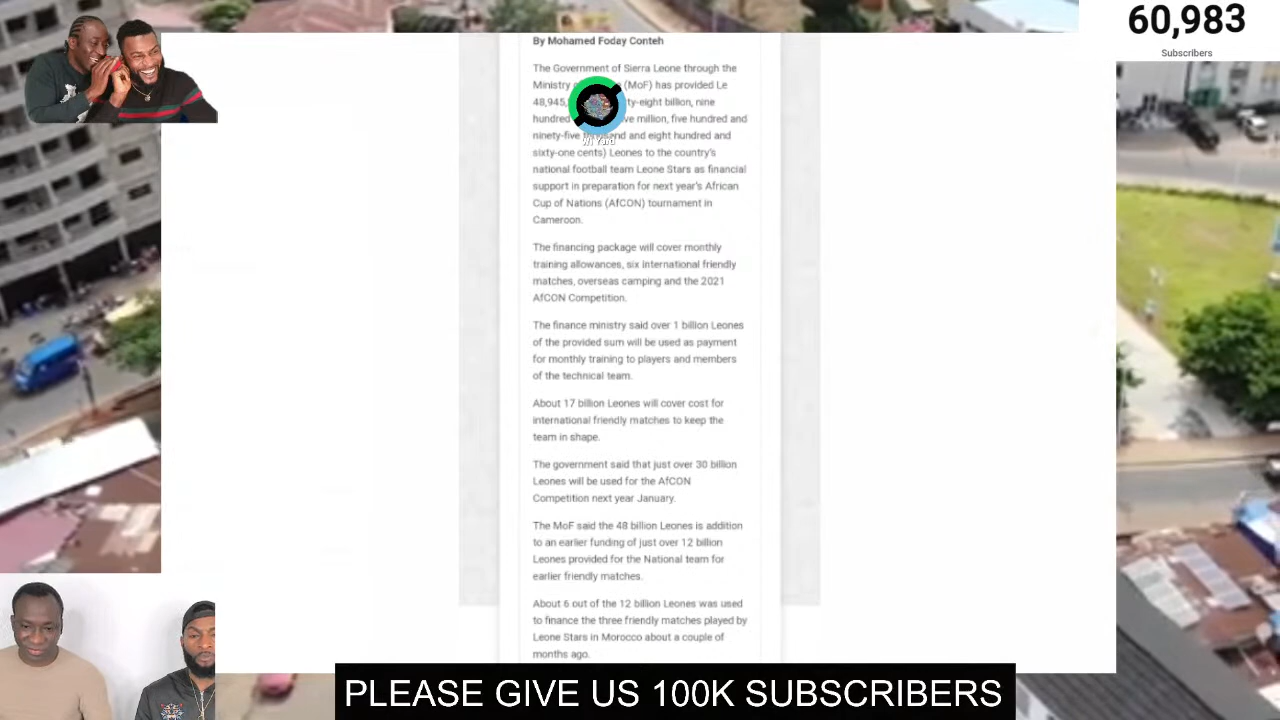 60,983
Subscribers
By Mohamed Foday Conteh
The Government of Sierra Leone through the
Ministry (MoF) has provided Le
48,945, ty-eight billion, nine
hundred ve million, five hundred and
ninety-five and eight hundred and
sixty-one cents) Leones to the country's
national football team Leone Stars as financial
support in preparation for next year's African
Cup of Nations (AfCON) tournament in
Cameroon.
The financing package will cover monthly
training allowances, six international friendly
matches, overseas camping and the 2021
AfCON Competition.
The finance ministry said over 1 billion Leones
of the provided sum will be used as payment
for monthly training to players and members
of the technical team.
About 17 billion Leones will cover cost for
international friendly matches to keep the
team in shape.
The government said that just over 30 billion
Leones will be used for the AfCON
Competition next year January.
The MoF said the 48 billion Leones is addition
to an earlier funding of just over 12 billion
Leones provided for the National team for
earlier friendly matches.
About 6 out of the 12 billion Leones was used
to finance the three friendly matches played by
Leone Stars in Morocco about a couple of
months ago.
PLEASE GIVE US 100K SUBSCRIBERS